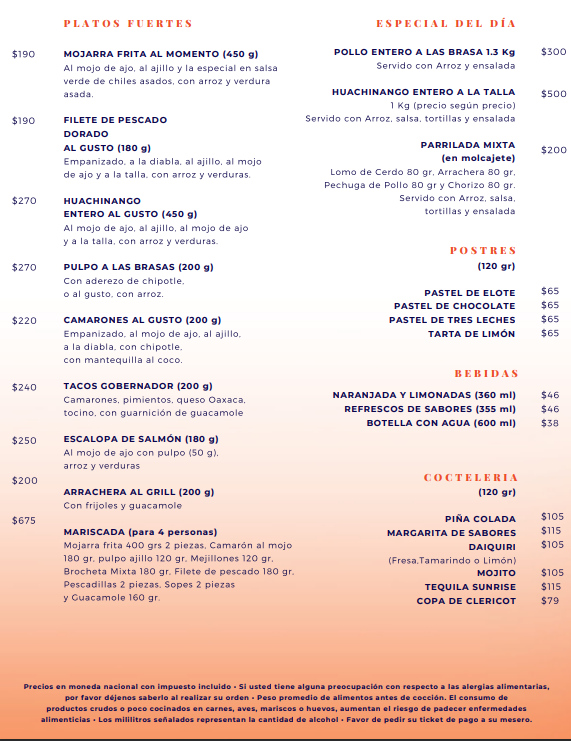 PLATOS FUERTES
$190 MOJARRA FRITA AL MOMENTO (450 g)
Al mojo de ajo, al ajillo y la especial en salsa
verde de chiles asados, con arroz y verdura
asada.
$190 FILETE DE PESCADO
DORADO
AL GUSTO (180 g)
Empanizado, a la diabla, al ajillo, al mojo
de ajo y a la talla, con arroz y verduras.
$270 HUACHINANGO
ENTERO AL GUSTO (450 g)
Al mojo de ajo, al ajillo, al mojo de ajo
y a la talla, con arroz y verduras.
$270 PULPO A LAS BRASAS (200 g)
Con aderezo de chipotle,
o al gusto, con arroz.
$220 CAMARONES AL GUSTO (200 g)
Empanizado, al mojo de ajo, al ajillo,
a la diabla, con chipotle,
con mantequilla al coco.
$240 TACOS GOBERNADOR (200 g)
Camarones, pimientos, queso Oaxaca,
tocino, con guarnición de guacamole
$250 ESCALOPA DE SALMÓN (180 g)
Al mojo de ajo con pulpo (50 g),
arroz y verduras
$200
ARRACHERA AL GRILL (200 g)
Con frijoles y guacamole
$675
MARISCADA (para 4 personas)
Mojarra frita 400 grs 2 piezas, Camarón al mojo
180 gr, pulpo ajillo 120 gr, Mejillones 120 gr,
Brocheta Mixta 180 gr, Filete de pescado 180 gr,
Pescadillas 2 piezas, Sopes 2 piezas
y Guacamole 160 gr.
ESPECIAL DEL DÍA
POLLO ENTERO A LAS BRASA 1.3 Kg $300
Servido con Arroz y ensalada
HUACHINANGO ENTERO A LA TALLA $500
1 Kg (precio según precio)
Servido con Arroz, salsa, tortillas y ensalada
PARRILADA MIXTA $200
(en molcajete)
Lomo de Cerdo 80 gr, Arrachera 80 gr,
Pechuga de Pollo 80 gr y Chorizo 80 gr.
Servido con Arroz, salsa,
tortillas y ensalada
POSTRES
(120 gr)
PASTEL DE ELOTE $65
PASTEL DE CHOCOLATE $65
PASTEL DE TRES LECHES $65
TARTA DE LIMÓN $65
BEBIDAS
NARANJADA Y LIMONADAS (360 ml) $46
REFRESCOS DE SABORES (355 ml) $46
BOTELLA CON AGUA (600 ml) $38
COCTELERIA
(120 gr)
PIÑA COLADA $105
MARGARITA DE SABORES $115
DAIQUIRI $105
(Fresa,Tamarindo o Limón)
MOJITO $105
TEQUILA SUNRISE $115
COPA DE CLERICOT $79
Precios en moneda nacional con impuesto incluido • Si usted tiene alguna preocupación con respecto a las alergias alimentarias,
por favor déjenos saberlo al realizar su orden • Peso promedio de alimentos antes de cocción. El consumo de
productos crudos o poco cocinados en carnes, aves, mariscos o huevos, aumentan el riesgo de padecer enfermedades
alimenticias • Los mililitros señalados representan la cantidad de alcohol • Favor de pedir su ticket de pago a su mesero.